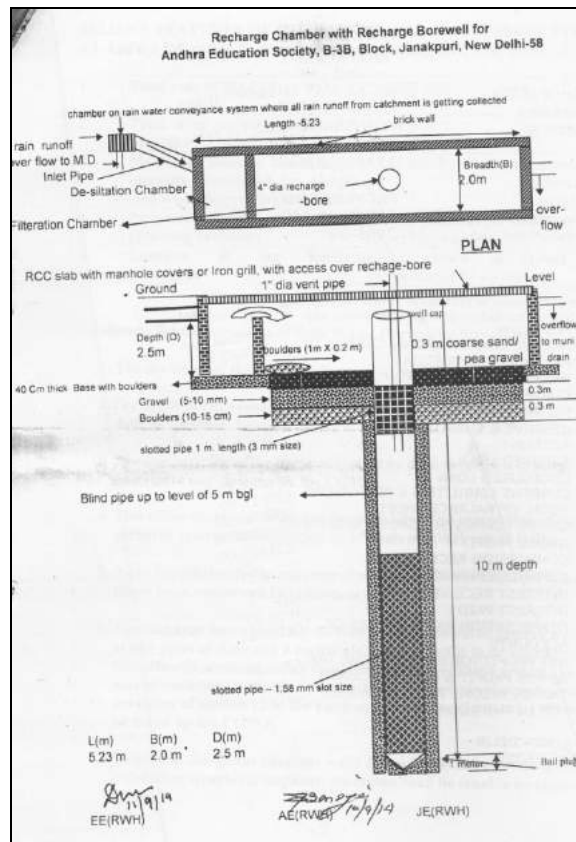 Recharge Chamber with Recharge Borewell for
Andhra Education Society, B-3B, Block, Janakpuri, New Delhi-58
chamber on rain water conveyance system where all rain runoff from catchment is getting collected
Length -5.23
brick wall
rain runoff
over flow to M.D.
Inlet Pipe
De-siltation Chamber
Filteration Chamber
4" dia recharge
-bore
Breadth(B)
2.0m
over-
flow
PLAN
RCC slab with manhole covers or Iron grill, with access over rechage-bore
Ground
1" dia vent pipe
Level
well cap
Depth (D)
2.5m
boulders (1m X 0.2 m)
0.3 m coarse sand/
pea gravel
overflow
to muni
drain
40 Cm thick Base with boulders
Gravel (5-10 mm)
Boulders (10-15 cm)
0.3m
0.3 m
slotted pipe 1 m. length (3 mm size)
Blind pipe up to level of 5 m bgl
10 m depth
slotted pipe – 1.58 mm slot size
L(m) B(m) D(m)
5.23 m 2.0 m 2.5 m
1 meter
Bail plug
11/9/14
EE(RWH)
AE(RWH)
JE(RWH)